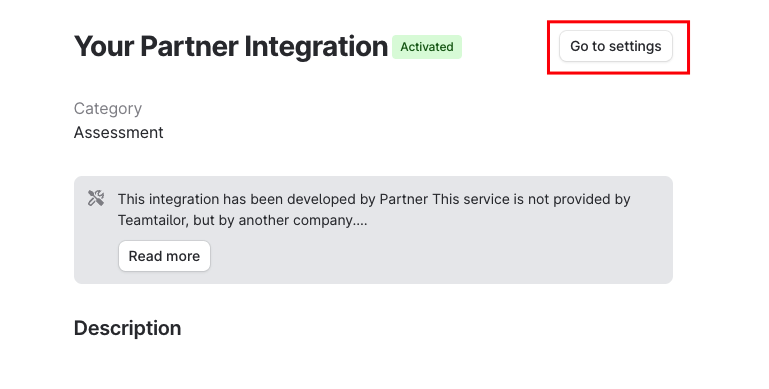 Your Partner Integration Activated Go to settings
Category
Assessment
This integration has been developed by Partner This service is not provided by
Teamtailor, but by another company....
Read more
Description